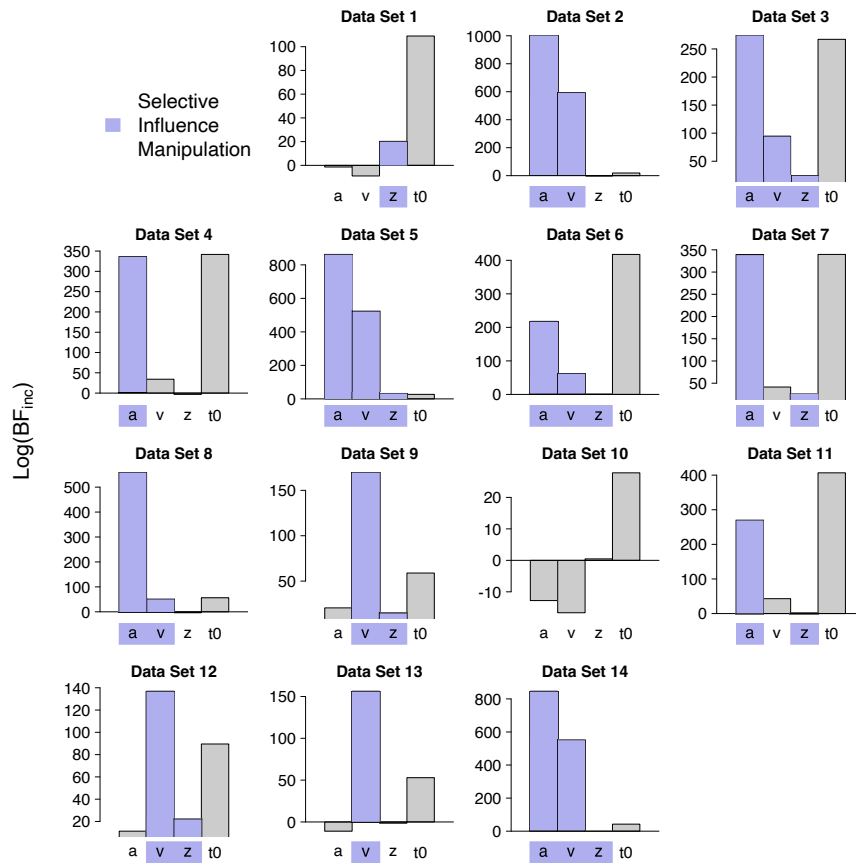 Data Set 1
Data Set 2
Data Set 3
Selective
Influence
Manipulation
100
80
60
40
20
0
a v z t0
1000
800
600
400
200
0
a v z t0
250
200
150
100
50
a v z t0
Data Set 4
Data Set 5
Data Set 6
Data Set 7
350
300
250
200
150
100
50
0
a v z t0
800
600
400
200
0
a v z t0
400
300
200
100
0
a v z t0
350
300
250
200
150
100
50
a v z t0
Log(BFinc)
Data Set 8
Data Set 9
Data Set 10
Data Set 11
500
400
300
200
100
0
a v z t0
150
100
50
a v z t0
20
10
0
-10
a v z t0
400
300
200
100
0
a v z t0
Data Set 12
Data Set 13
Data Set 14
140
120
100
80
60
40
20
a v z t0
150
100
50
0
a v z t0
800
600
400
200
0
a v z t0